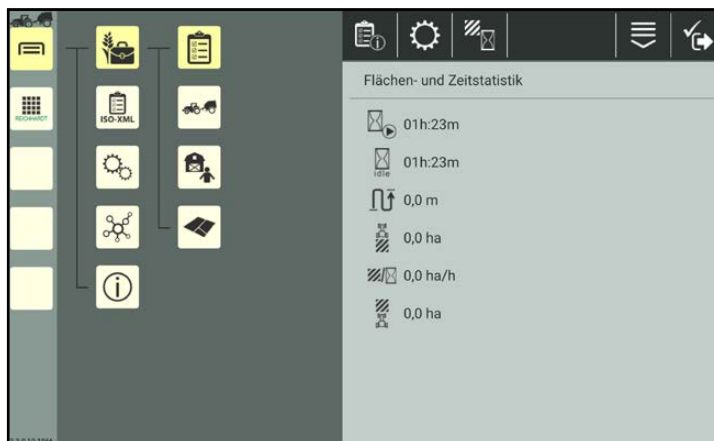 REICHHARDT
ISO-XML
Flächen- und Zeitstatistik
01h:23m
idle
01h:23m
0,0 m
0,0 ha
0,0 ha/h
0,0 ha